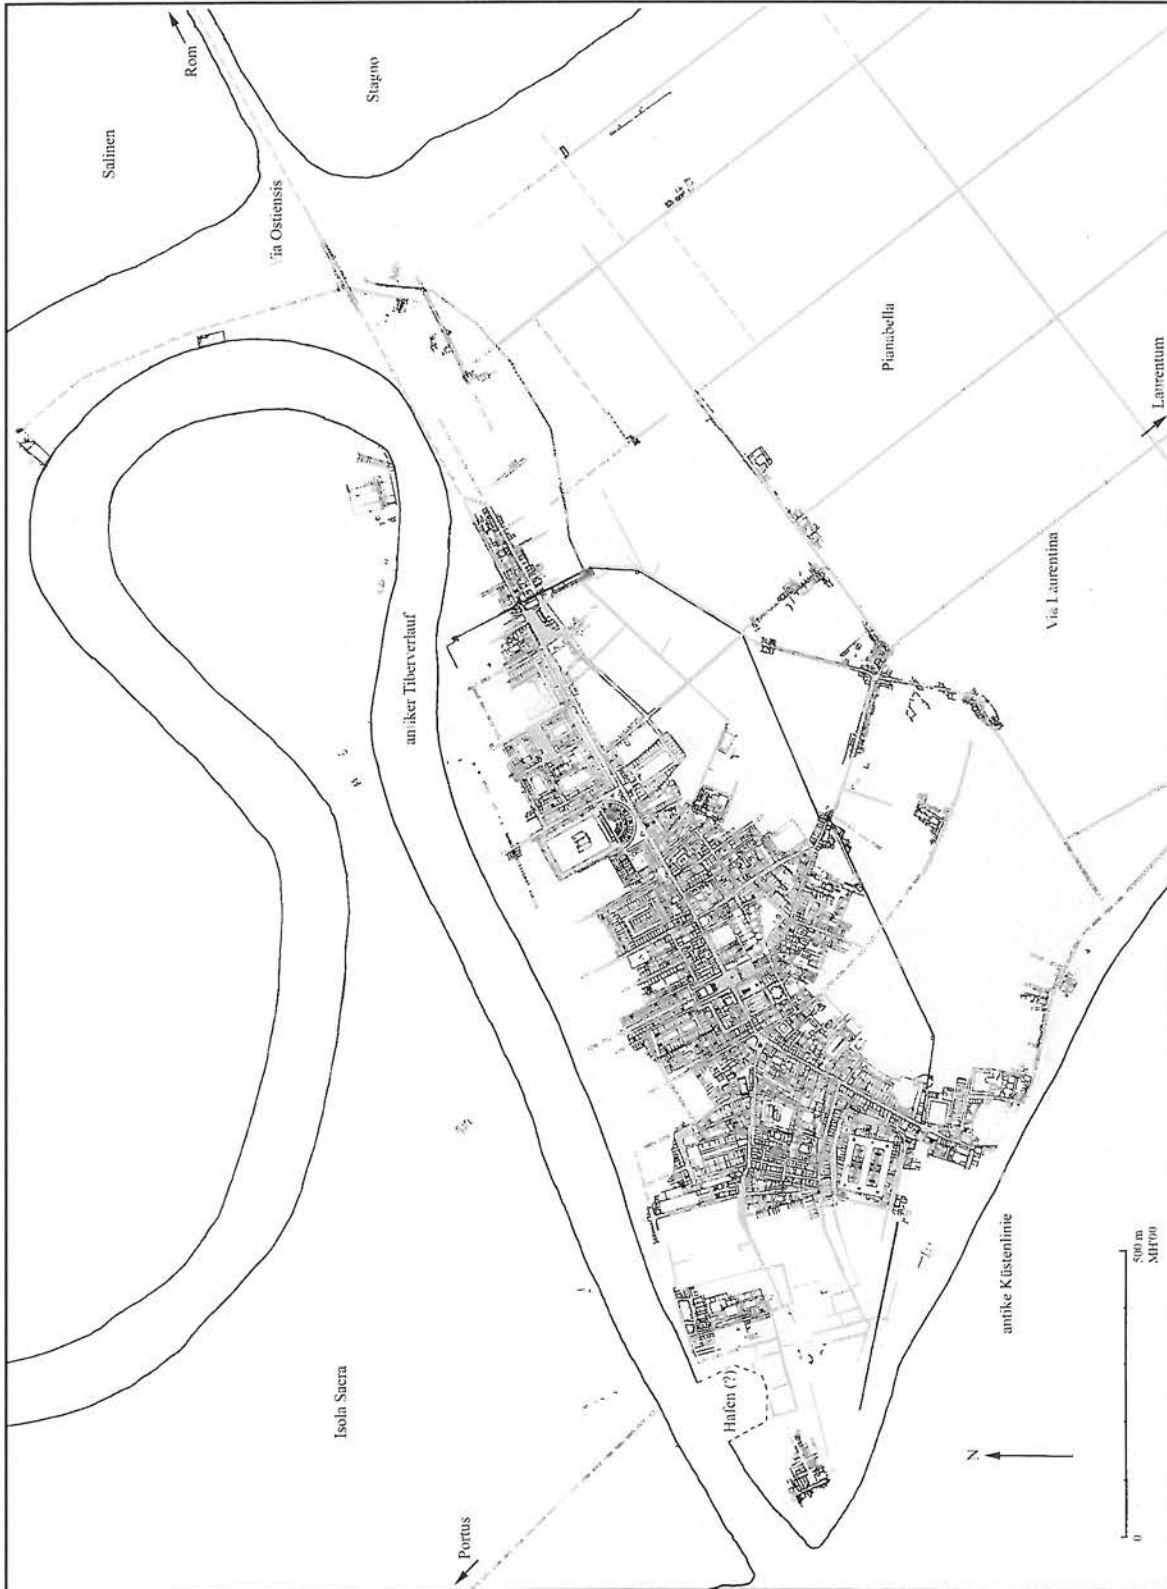 Rom
Salinen
Stagno
Via Ostiensis
antiker Tiberverlauf
Pianabella
Laurentum
Via Laurentina
Isola Sacra
Hafen (?)
antike Küstenlinie
Portus
N
0
500 m
MH'00